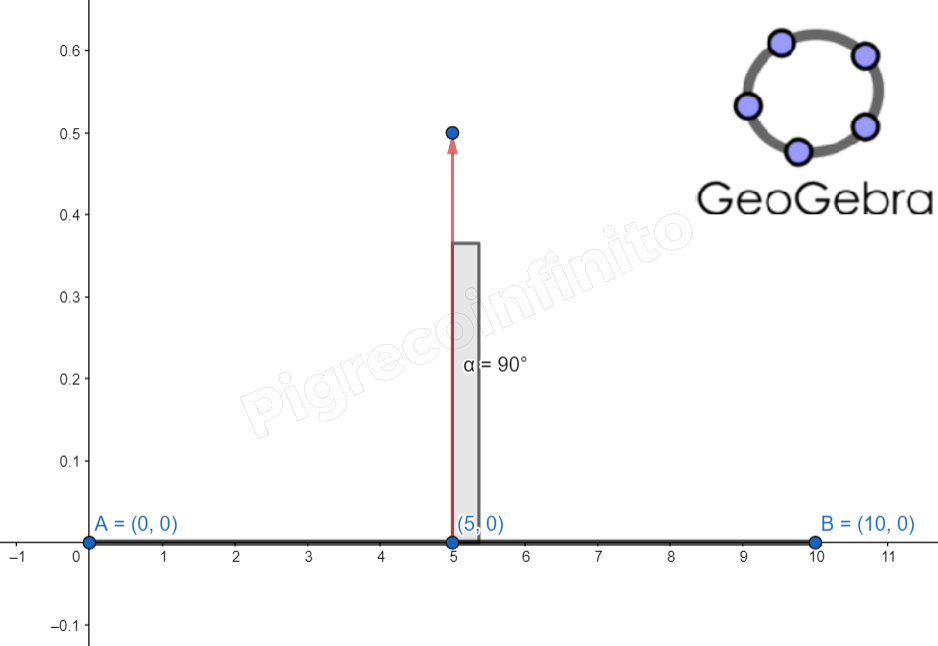 0.6
0.5
0.4
0.3
0.2
0.1
–0.1
GeoGebra
Pigrecoinfinito
α = 90°
A = (0, 0)
(5, 0)
B = (10, 0)
–1 0 1 2 3 4 5 6 7 8 9 10 11